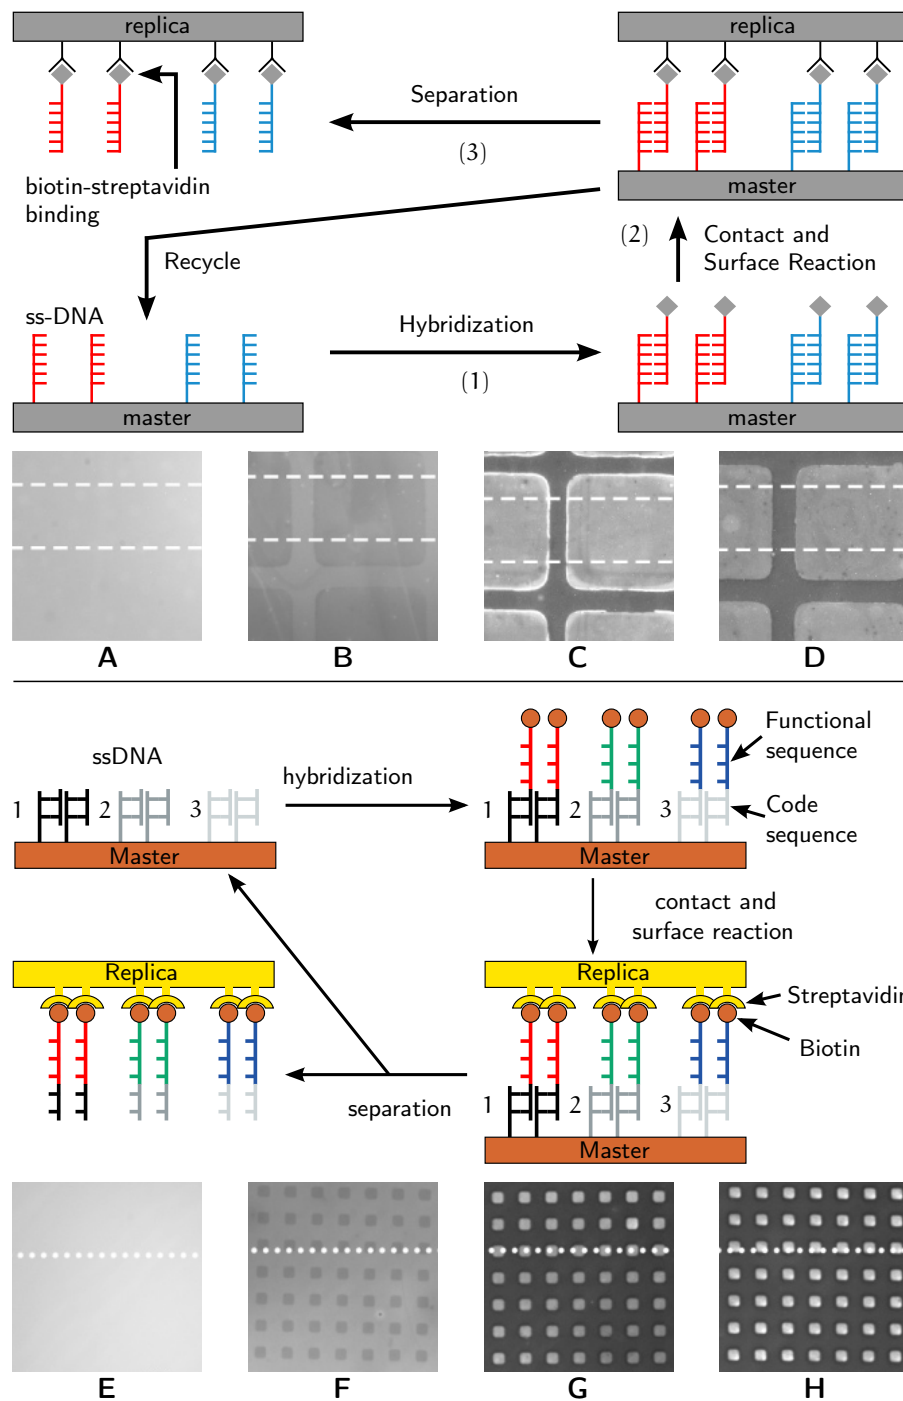 replica
replica
Separation
(3)
biotin-streptavidin
binding
master
(2)
Contact and
Surface Reaction
Recycle
ss-DNA
Hybridization
(1)
master
master
A
B
C
D
ssDNA
hybridization
Functional
sequence
1
2
3
1
2
3
Code
sequence
Master
Master
contact and
surface reaction
Replica
Replica
Streptavidin
Biotin
separation
1
2
3
Master
E
F
G
H